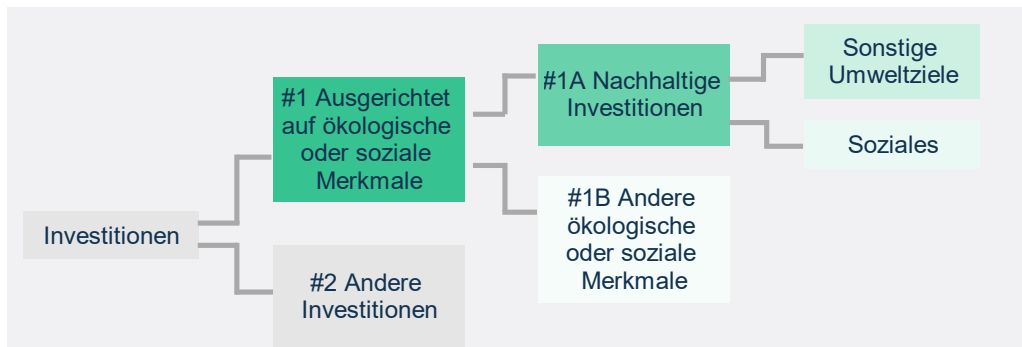 Investitionen
#1 Ausgerichtet
auf ökologische
oder soziale
Merkmale
#2 Andere
Investitionen
#1A Nachhaltige
Investitionen
#1B Andere
ökologische
oder soziale
Merkmale
Sonstige
Umweltziele
Soziales